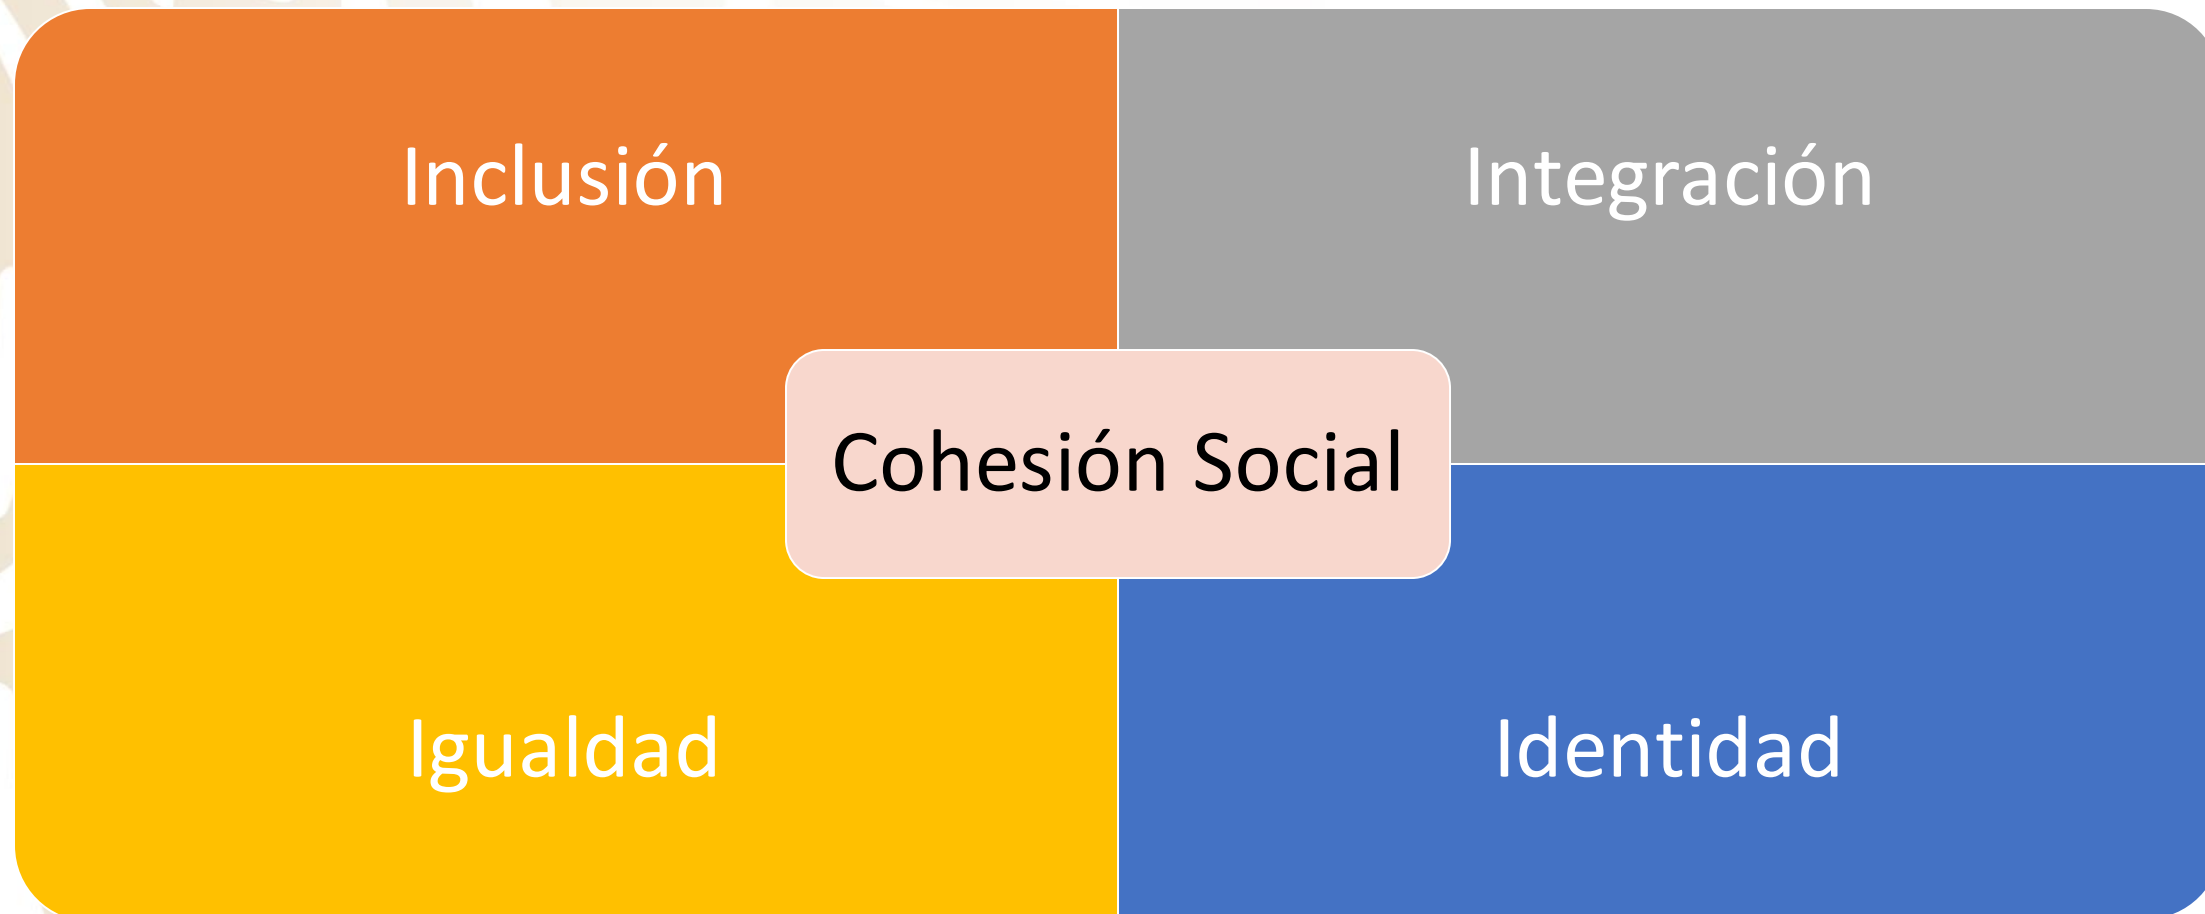 Inclusión
Integración
Cohesión Social
Igualdad
Identidad